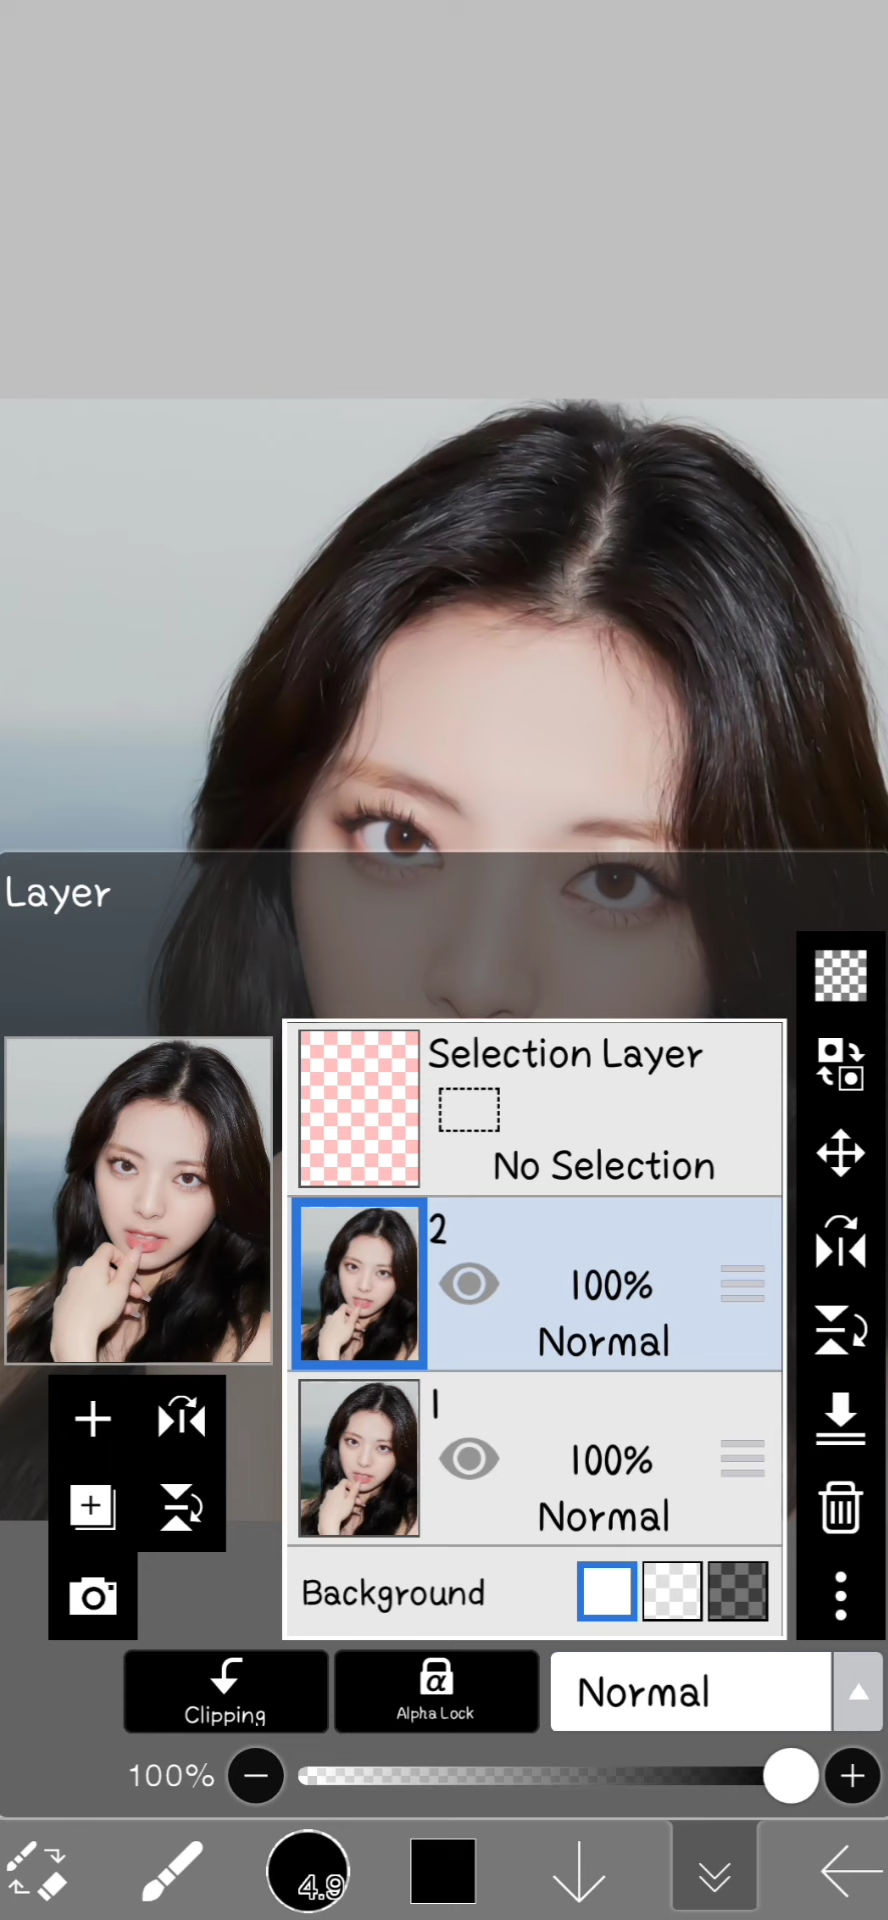 Layer
Selection Layer
No Selection
2
100%
Normal
1
100%
Normal
Background
Clipping
α
Alpha Lock
Normal
100%
4.9